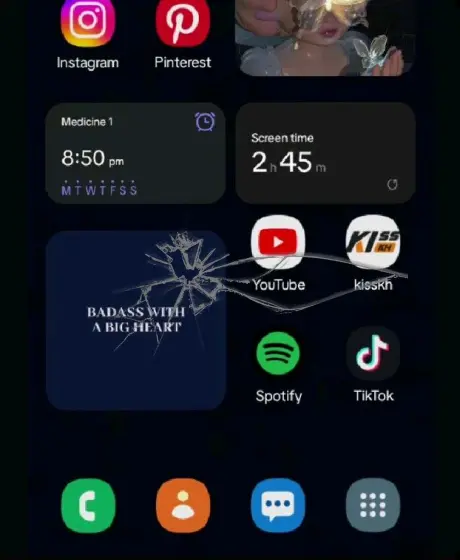 Instagram
Pinterest
Medicine 1
8:50 pm
M T W T F S S
Screen time
2 h 45 m
YouTube
KISS
KH
kisskh
BADASS WITH
A BIG HEART
Spotify
TikTok